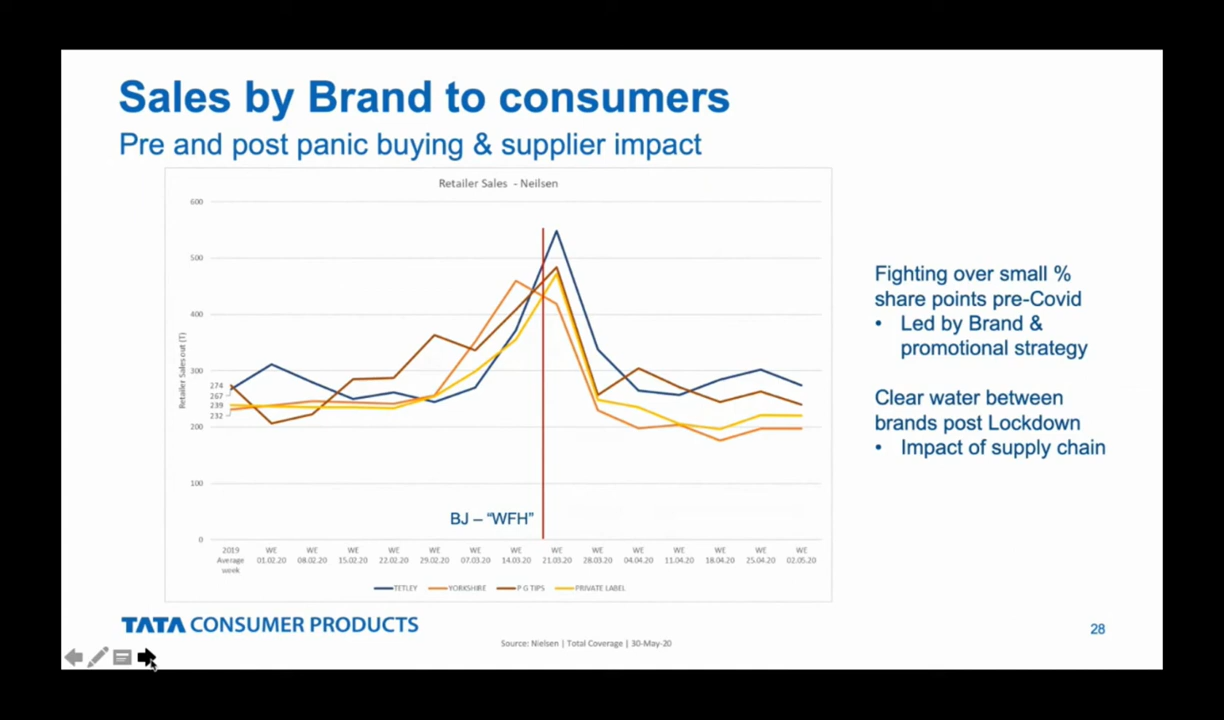 Sales by Brand to consumers
Pre and post panic buying & supplier impact
Retailer Sales - Neilsen
Retailer Sales out (T)
600
500
400
300
274
267
239
232
200
100
0
BJ – “WFH”
2019 Average week
WE 01.02.20
WE 08.02.20
WE 15.02.20
WE 22.02.20
WE 29.02.20
WE 07.03.20
WE 14.03.20
WE 21.03.20
WE 28.03.20
WE 04.04.20
WE 11.04.20
WE 18.04.20
WE 25.04.20
WE 02.05.20
TETLEY YORKSHIRE P G TIPS PRIVATE LABEL
Fighting over small %
share points pre-Covid
• Led by Brand &
promotional strategy
Clear water between
brands post Lockdown
• Impact of supply chain
TATA CONSUMER PRODUCTS
Source: Nielsen | Total Coverage | 30-May-20
28